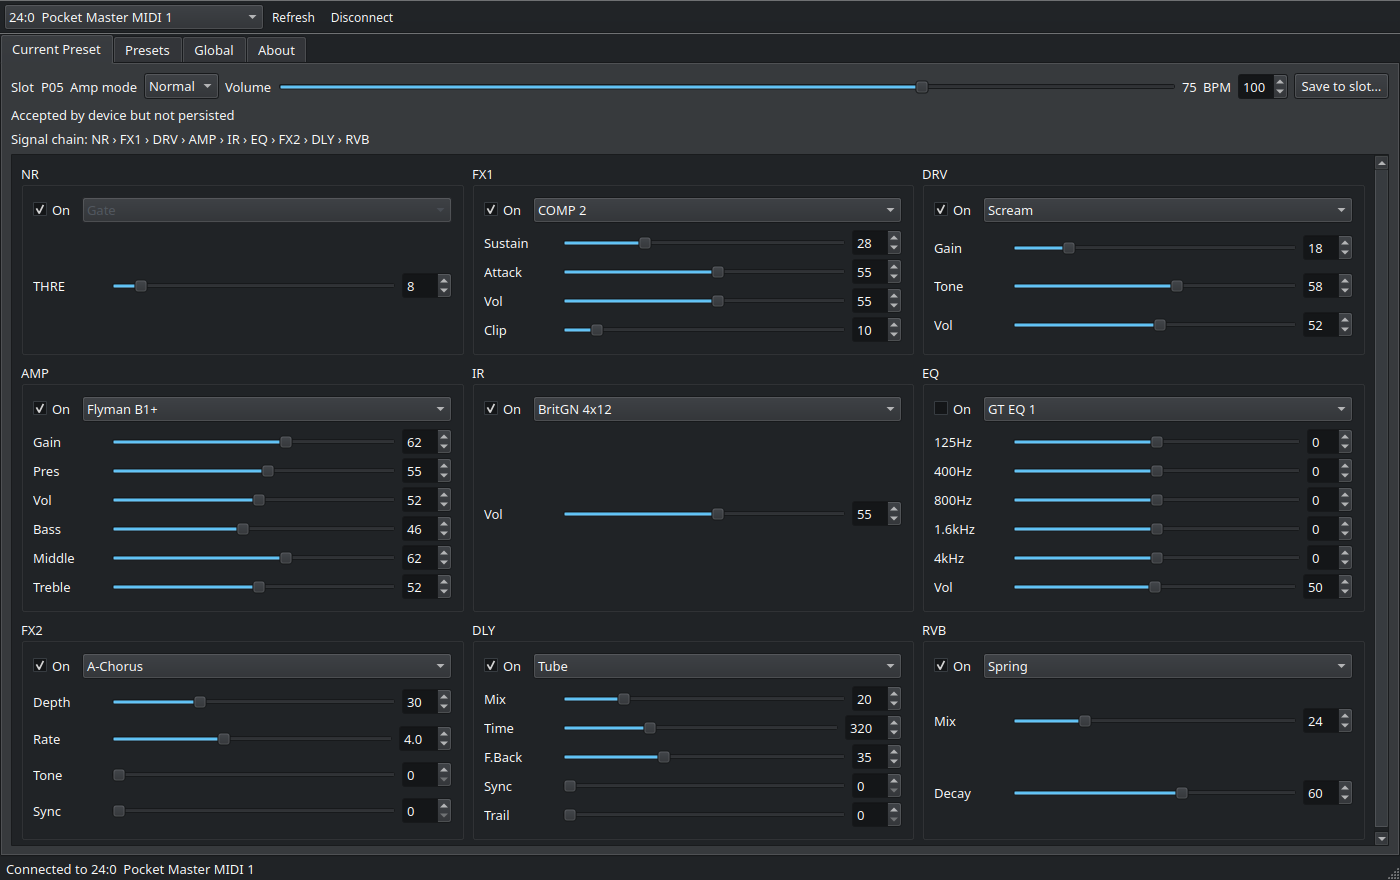 24:0 Pocket Master MIDI 1 Refresh Disconnect
Current Preset Presets Global About
Slot P05 Amp mode Normal Volume 75 BPM 100 Save to slot...
Accepted by device but not persisted
Signal chain: NR › FX1 › DRV › AMP › IR › EQ › FX2 › DLY › RVB
NR
On Gate
THRE 8
FX1
On COMP 2
Sustain 28
Attack 55
Vol 55
Clip 10
DRV
On Scream
Gain 18
Tone 58
Vol 52
AMP
On Flyman B1+
Gain 62
Pres 55
Vol 52
Bass 46
Middle 62
Treble 52
IR
On BritGN 4x12
Vol 55
EQ
On GT EQ 1
125Hz 0
400Hz 0
800Hz 0
1.6kHz 0
4kHz 0
Vol 50
FX2
On A-Chorus
Depth 30
Rate 4.0
Tone 0
Sync 0
DLY
On Tube
Mix 20
Time 320
F.Back 35
Sync 0
Trail 0
RVB
On Spring
Mix 24
Decay 60
Connected to 24:0 Pocket Master MIDI 1